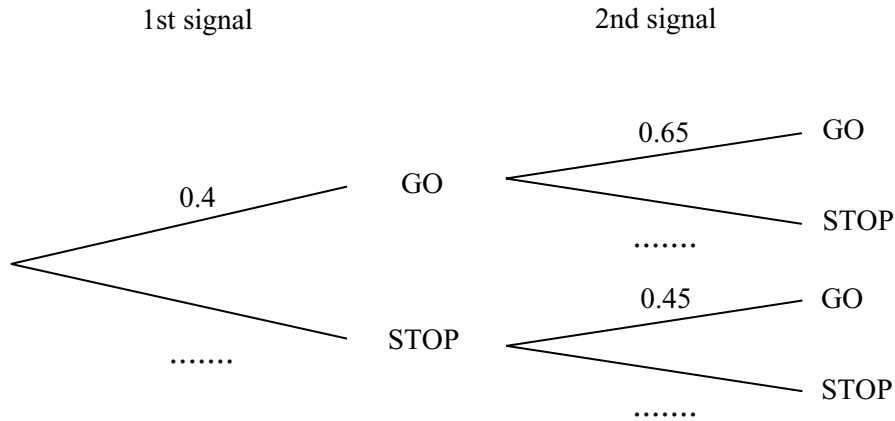 1st signal
2nd signal
0.4
GO
STOP
.......
0.65
GO
STOP
.......
0.45
GO
STOP
.......